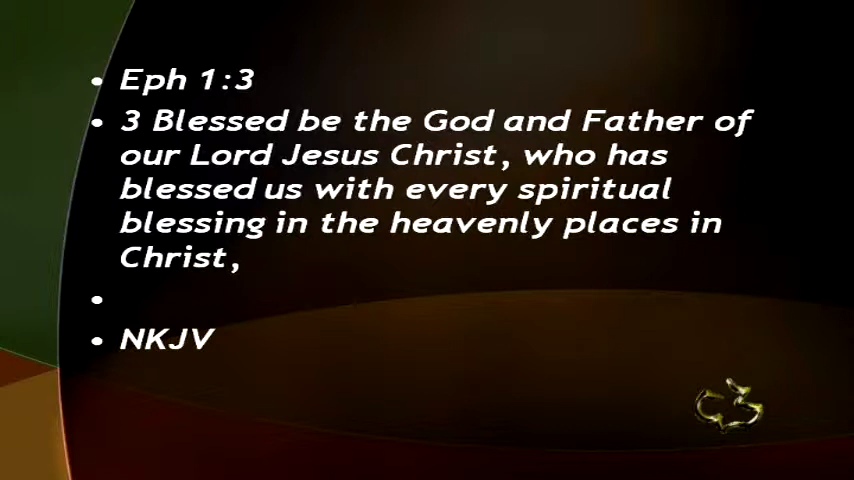 • Eph 1:3
• 3 Blessed be the God and Father of
our Lord Jesus Christ, who has
blessed us with every spiritual
blessing in the heavenly places in
Christ,
•
• NKJV
C3